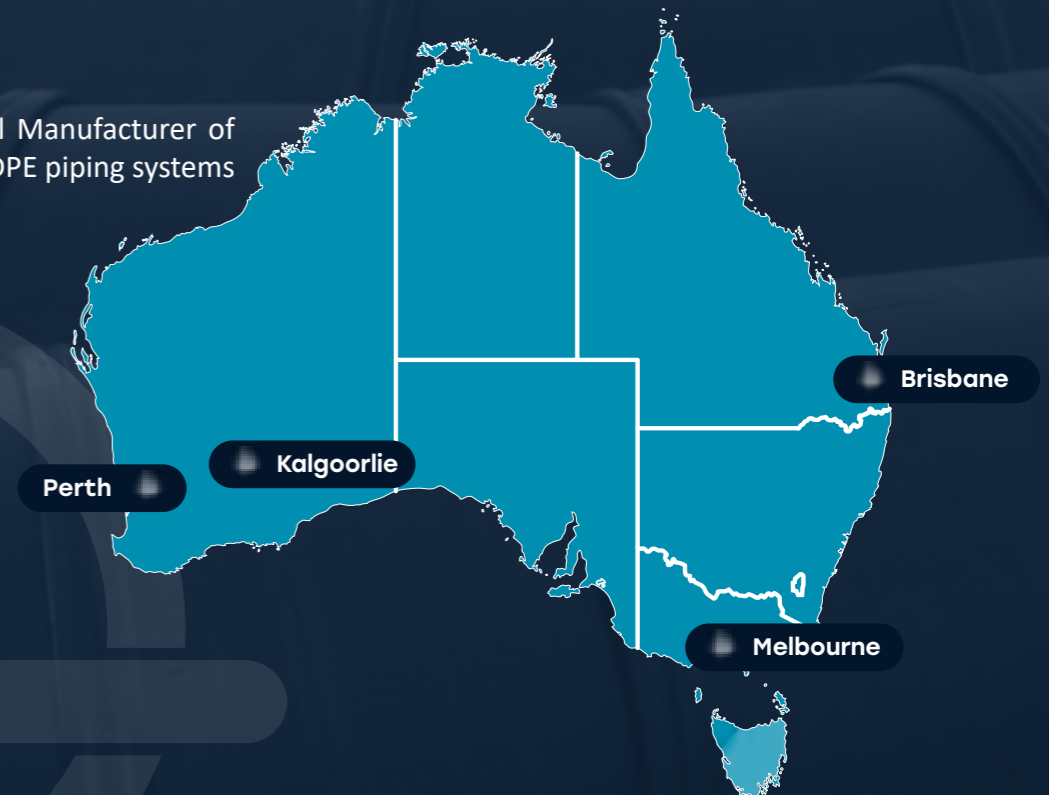 Manufacturer of
piping systems
Brisbane
Kalgoorlie
Perth
Melbourne